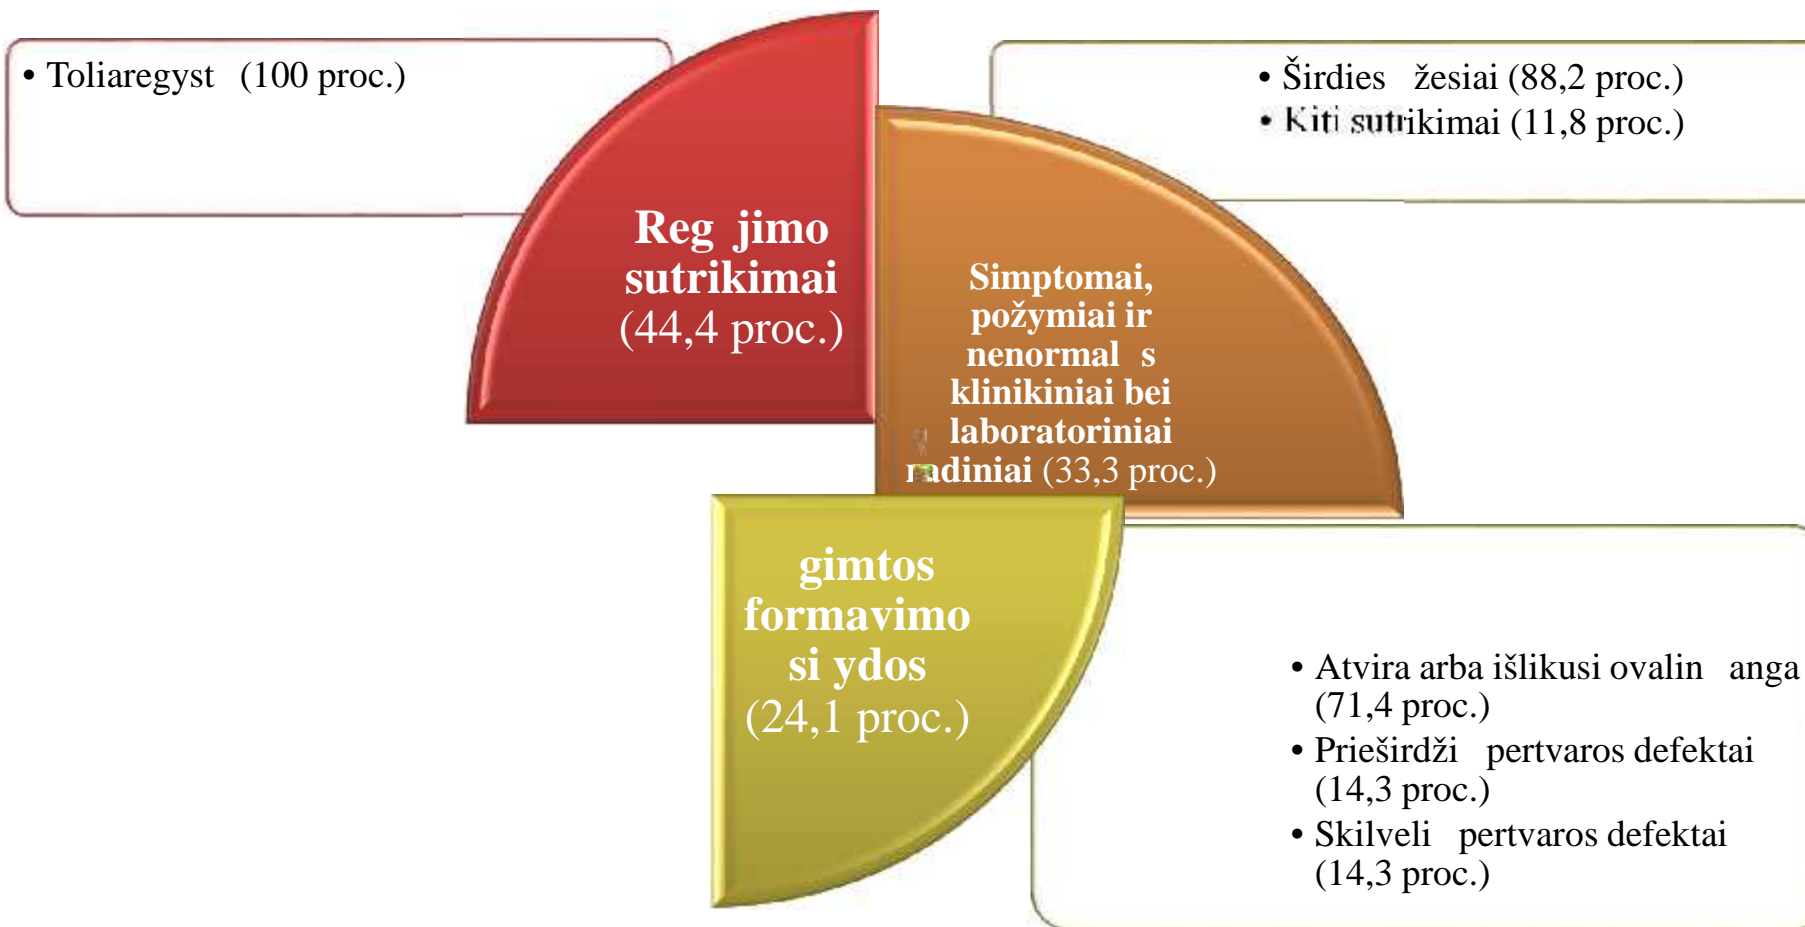 • Toliaregyst (100 proc.)
Reg jimo
sutrikimai
(44,4 proc.)
• Širdies žesiai (88,2 proc.)
• Kiti sutrikimai (11,8 proc.)
Simptomai,
požymiai ir
nenormal s
klinikiniai bei
laboratoriniai
radiniai (33,3 proc.)
gimtos
formavimo
si ydos
(24,1 proc.)
• Atvira arba išlikusi ovalin anga
(71,4 proc.)
• Prieširdži pertvaros defektai
(14,3 proc.)
• Skilveli pertvaros defektai
(14,3 proc.)